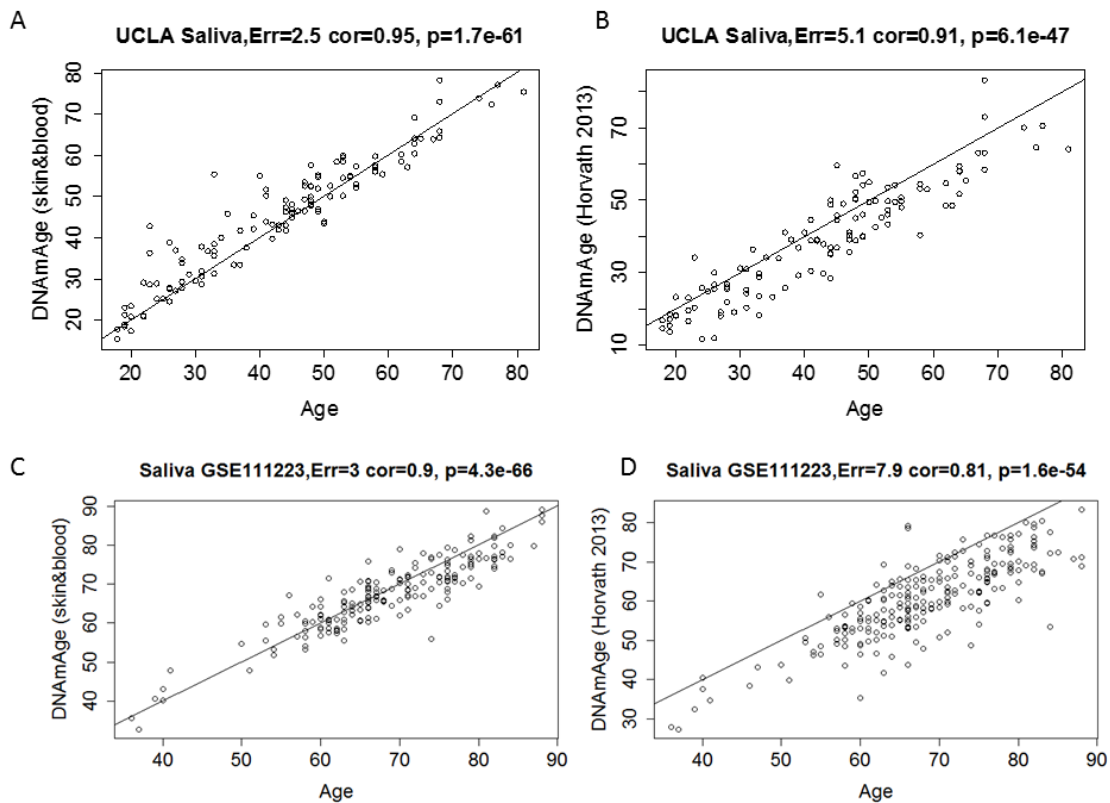 A
UCLA Saliva,Err=2.5 cor=0.95, p=1.7e-61
DNAmAge (skin&blood)
80
70
60
50
40
30
20
20 30 40 50 60 70 80
Age
B
UCLA Saliva,Err=5.1 cor=0.91, p=6.1e-47
DNAmAge (Horvath 2013)
70
50
30
10
20 30 40 50 60 70 80
Age
C
Saliva GSE111223,Err=3 cor=0.9, p=4.3e-66
DNAmAge (skin&blood)
90
80
70
60
50
40
40 50 60 70 80 90
Age
D
Saliva GSE111223,Err=7.9 cor=0.81, p=1.6e-54
DNAmAge (Horvath 2013)
80
70
60
50
40
30
40 50 60 70 80 90
Age